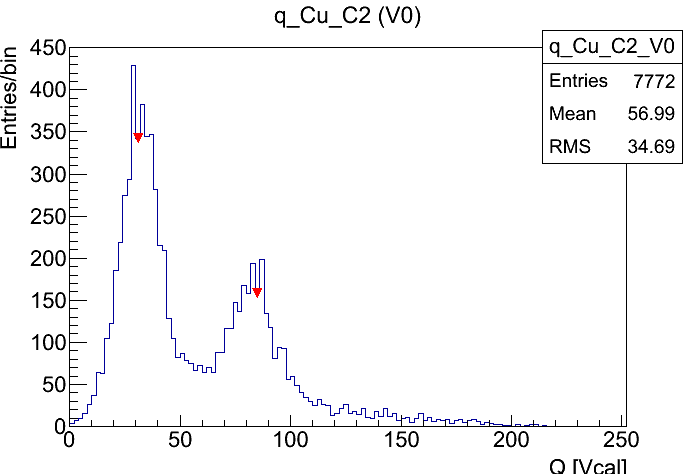 q_Cu_C2 (V0)
q_Cu_C2_V0
Entries 7772
Mean 56.99
RMS 34.69
Entries/bin
450
400
350
300
250
200
150
100
50
0
0 50 100 150 200 250
Q [Vcal]